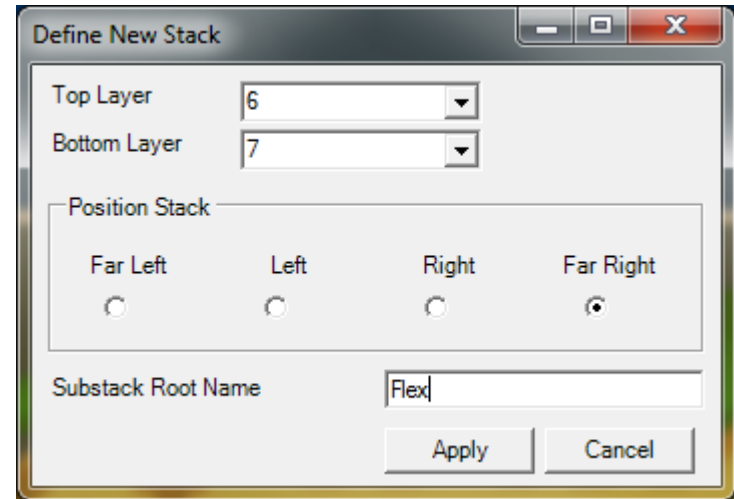 Define New Stack
Top Layer 6
Bottom Layer 7
Position Stack
Far Left Left Right Far Right
Substack Root Name Flex
Apply Cancel